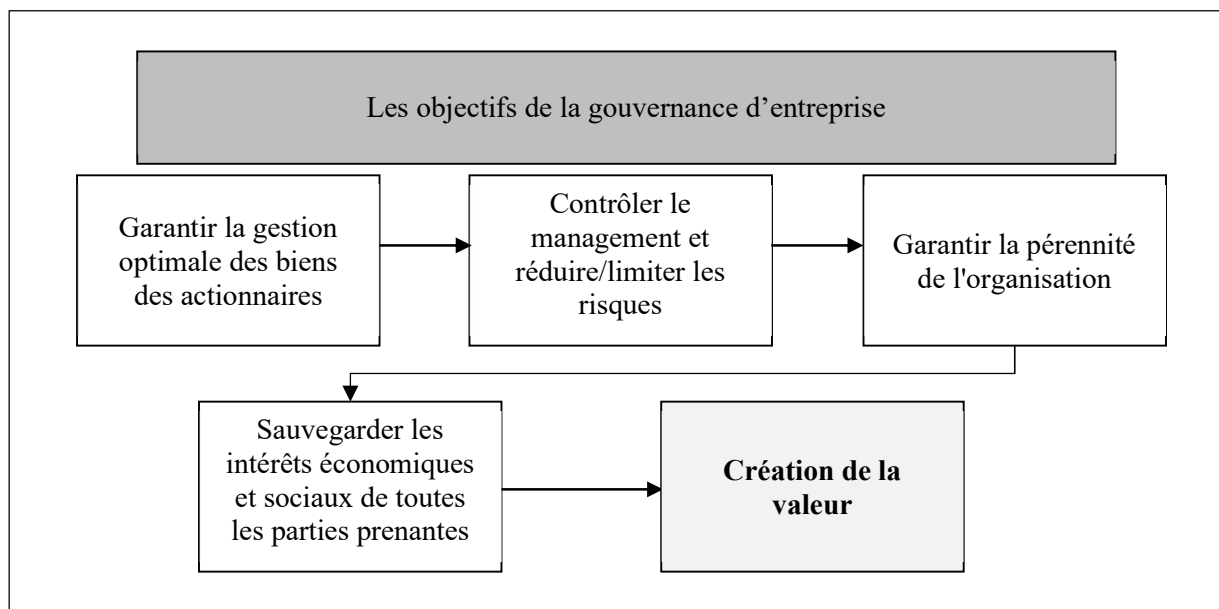 Les objectifs de la gouvernance d’entreprise
Garantir la gestion
optimale des biens
des actionnaires
Contrôler le
management et
réduire/limiter les
risques
Garantir la pérennité
de l'organisation
Sauvegarder les
intérêts économiques
et sociaux de toutes
les parties prenantes
Création de la
valeur